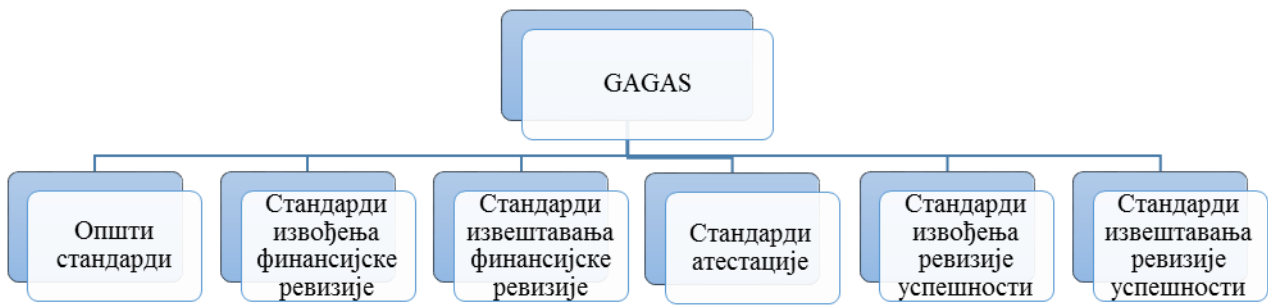 GAGAS
Општи
стандарди
Стандарди
извођења
финансијске
ревизије
Стандарди
извештавања
финансијске
ревизије
Стандарди
атестације
Стандарди
извођења
ревизије
успешности
Стандарди
извештавања
ревизије
успешности